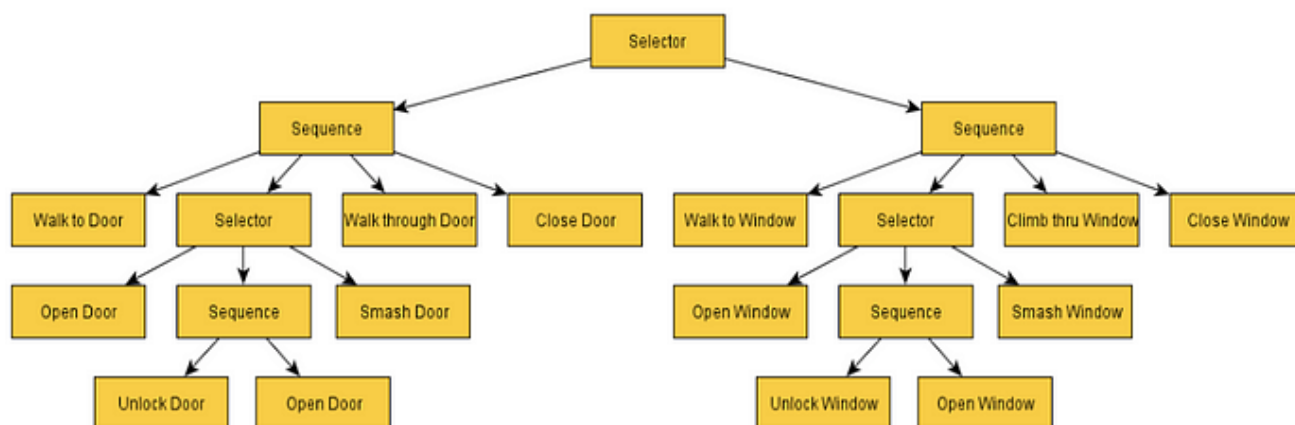 Selector
Sequence
Sequence
Walk to Door
Selector
Walk through Door
Close Door
Walk to Window
Selector
Climb thru Window
Close Window
Open Door
Sequence
Smash Door
Open Window
Sequence
Smash Window
Unlock Door
Open Door
Unlock Window
Open Window